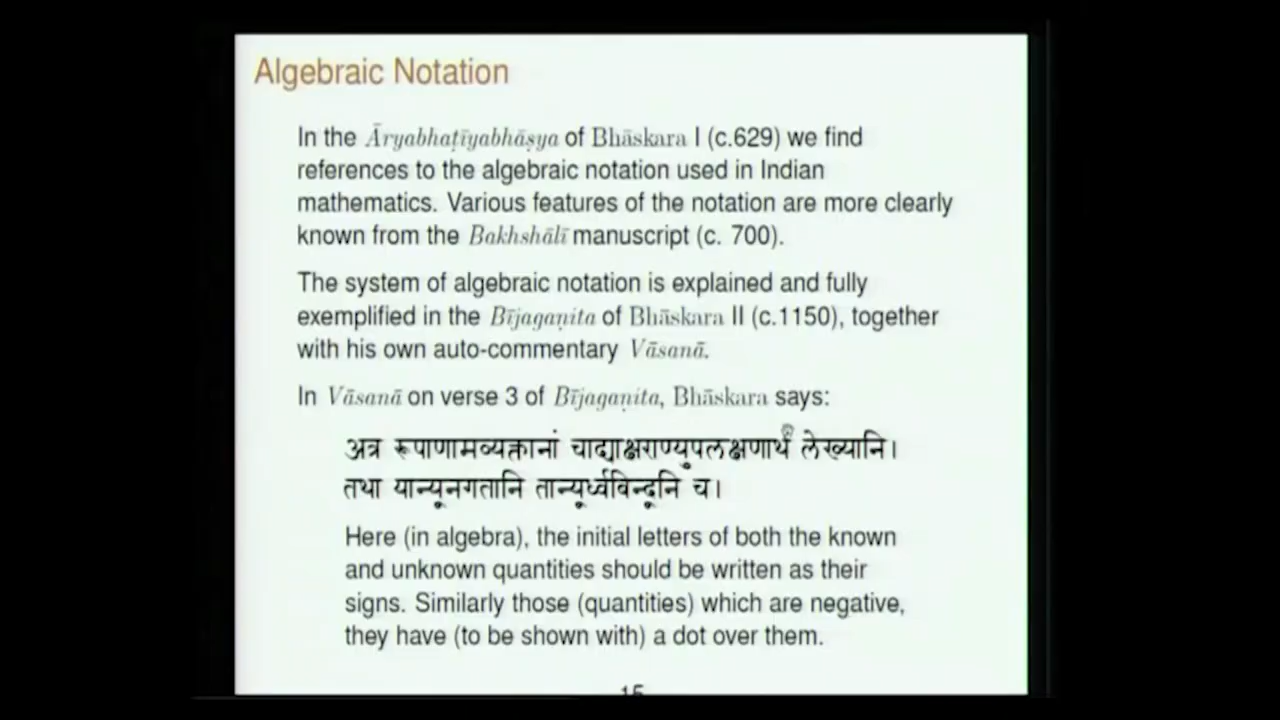 Algebraic Notation
In the Āryabhaṭīyabhāṣya of Bhāskara I (c.629) we find
references to the algebraic notation used in Indian
mathematics. Various features of the notation are more clearly
known from the Bakhshālī manuscript (c. 700).
The system of algebraic notation is explained and fully
exemplified in the Bījagaṇita of Bhāskara II (c.1150), together
with his own auto-commentary Vāsanā.
In Vāsanā on verse 3 of Bījagaṇita, Bhāskara says:
अत्र रूपाणामव्यक्तानां चाद्याक्षराण्युपलक्षणार्थं लेख्यानि।
तथा यान्यूनगतानि तान्यूर्ध्वबिन्दूनि च।
Here (in algebra), the initial letters of both the known
and unknown quantities should be written as their
signs. Similarly those (quantities) which are negative,
they have (to be shown with) a dot over them.
15